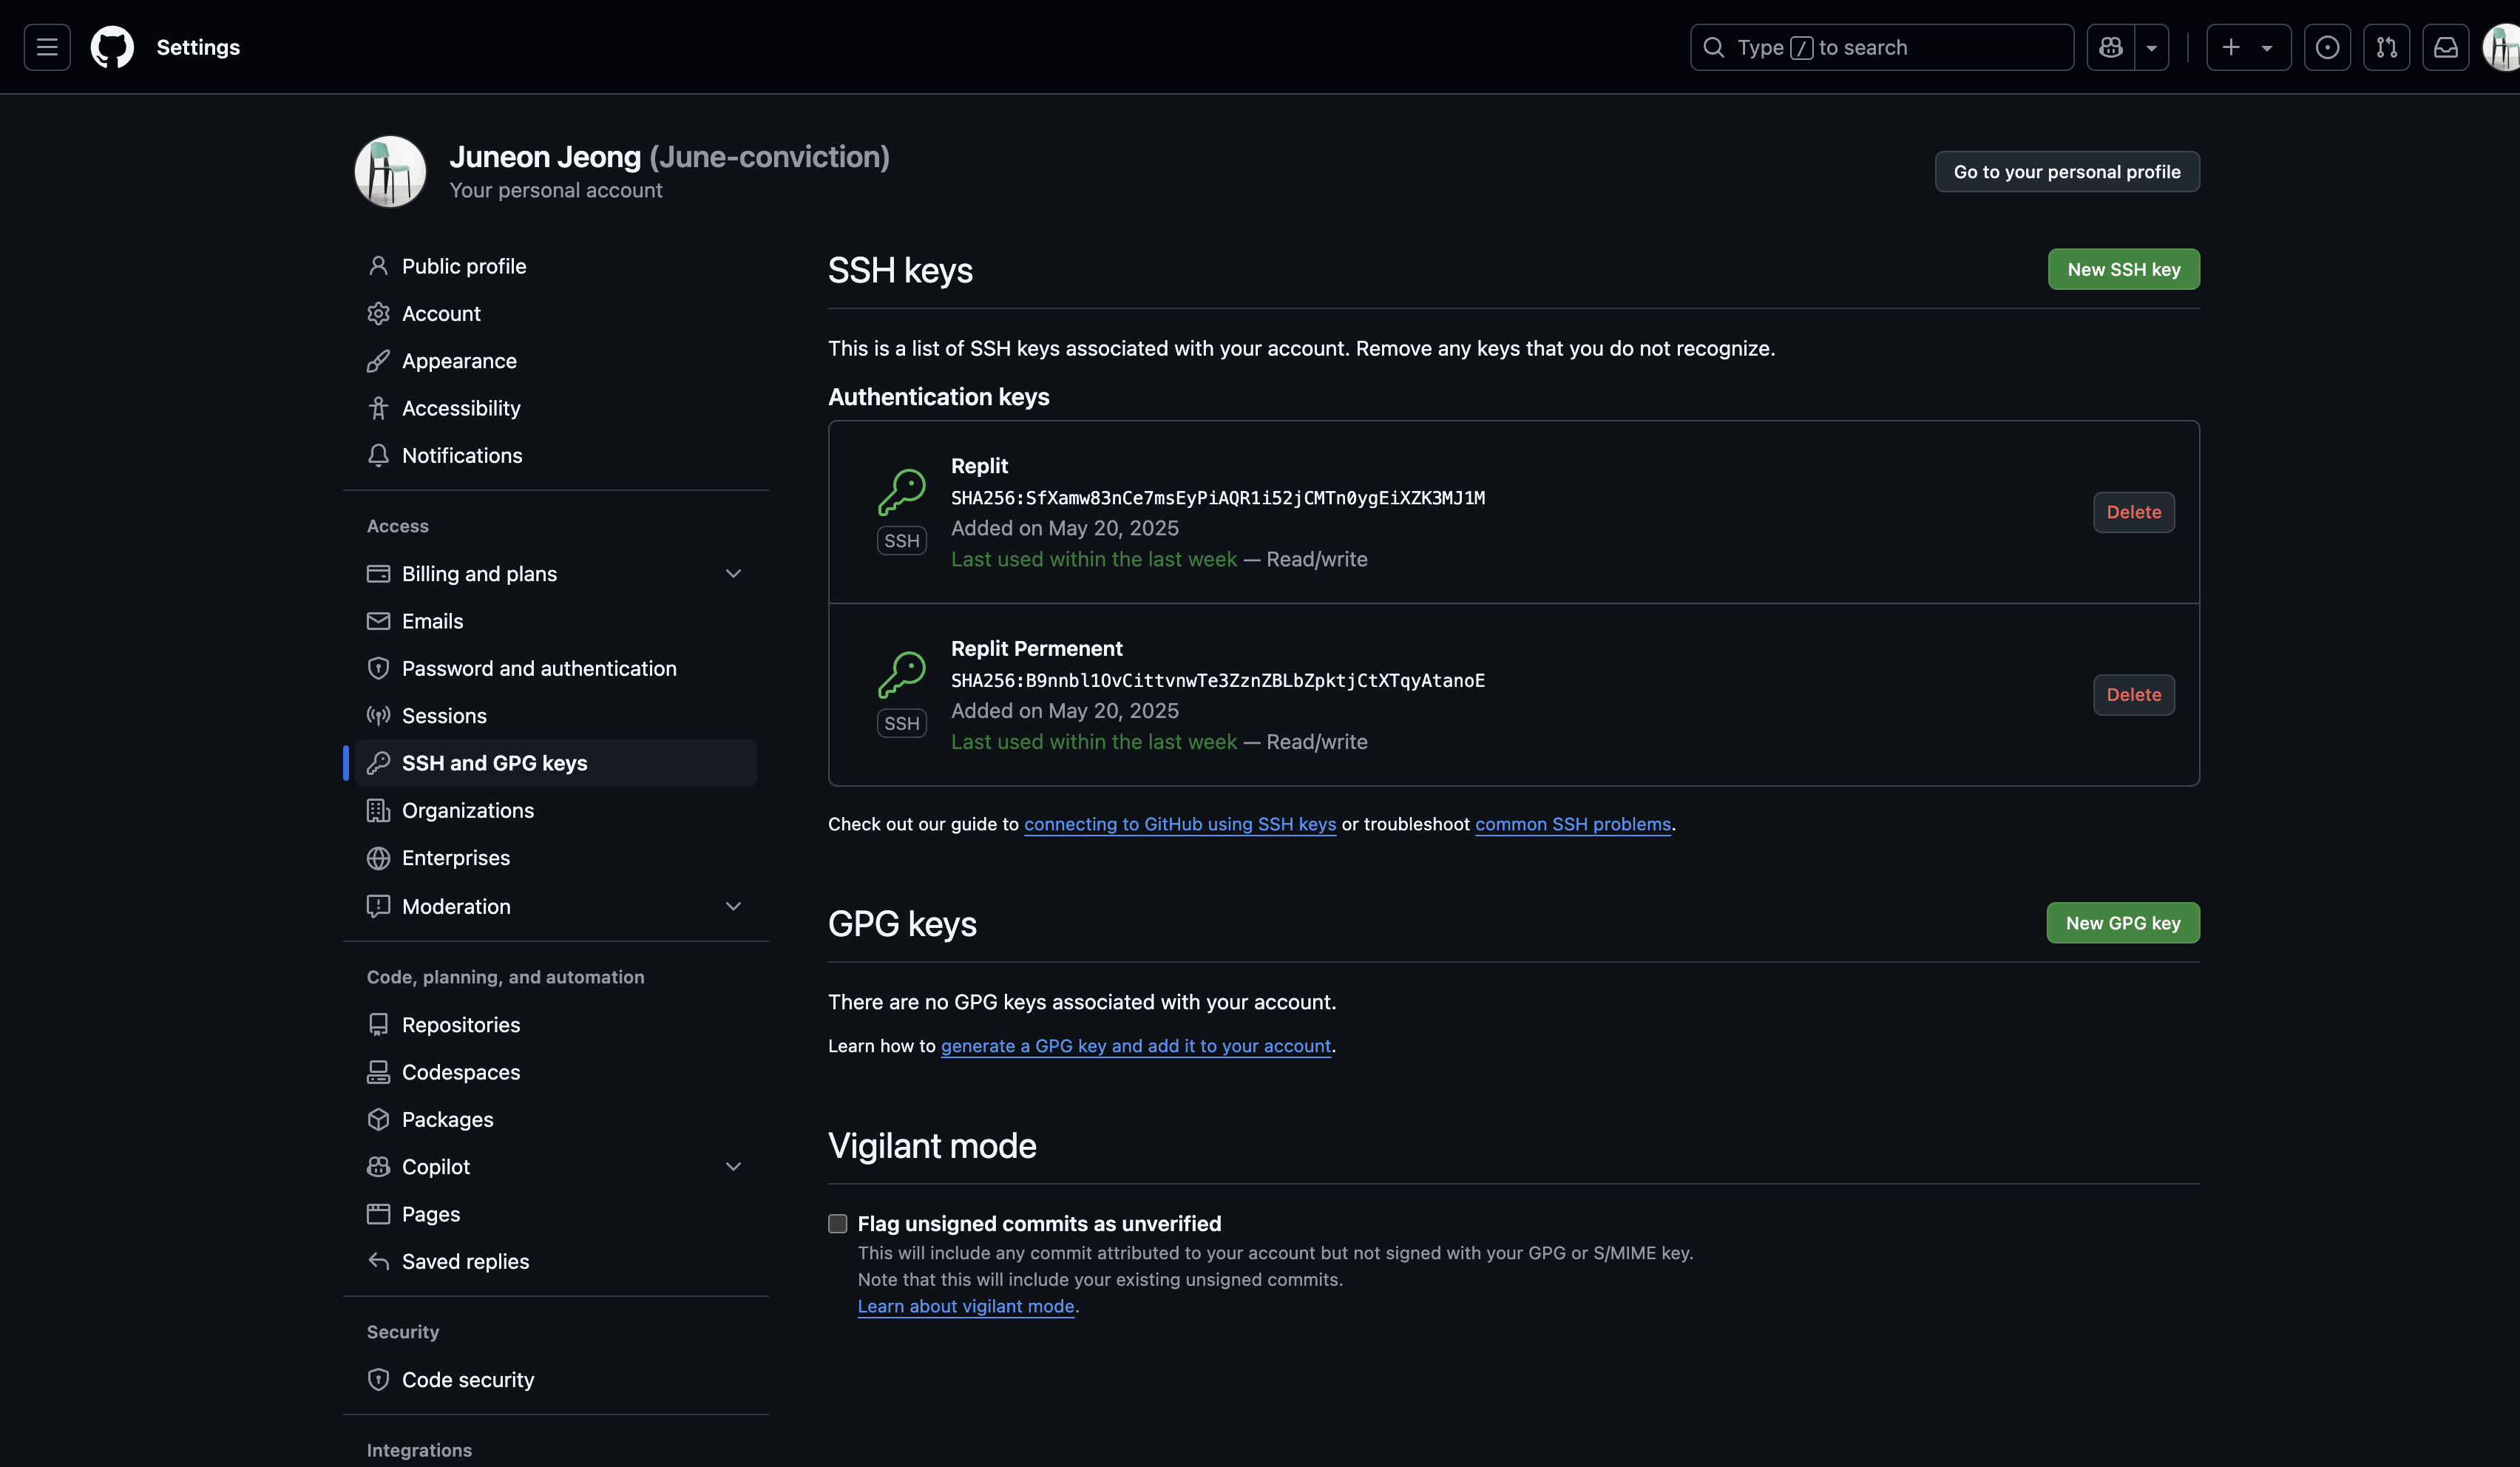 Settings
Type / to search
Juneon Jeong (June-conviction)
Your personal account
Go to your personal profile
Public profile
Account
Appearance
Accessibility
Notifications
Access
Billing and plans
Emails
Password and authentication
Sessions
SSH and GPG keys
Organizations
Enterprises
Moderation
Code, planning, and automation
Repositories
Codespaces
Packages
Copilot
Pages
Saved replies
Security
Code security
Integrations
SSH keys
New SSH key
This is a list of SSH keys associated with your account. Remove any keys that you do not recognize.
Authentication keys
Replit
SHA256:SfXamw83nCe7msEyPiAQR1i52jCMTn0ygEiXZK3MJ1M
Added on May 20, 2025
Last used within the last week — Read/write
SSH
Delete
Replit Permenent
SHA256:B9nnbl1OvCittvnwTe3ZznZBLbZpktjCtXTqyAtanoE
Added on May 20, 2025
Last used within the last week — Read/write
SSH
Delete
Check out our guide to connecting to GitHub using SSH keys or troubleshoot common SSH problems.
GPG keys
New GPG key
There are no GPG keys associated with your account.
Learn how to generate a GPG key and add it to your account.
Vigilant mode
Flag unsigned commits as unverified
This will include any commit attributed to your account but not signed with your GPG or S/MIME key.
Note that this will include your existing unsigned commits.
Learn about vigilant mode.